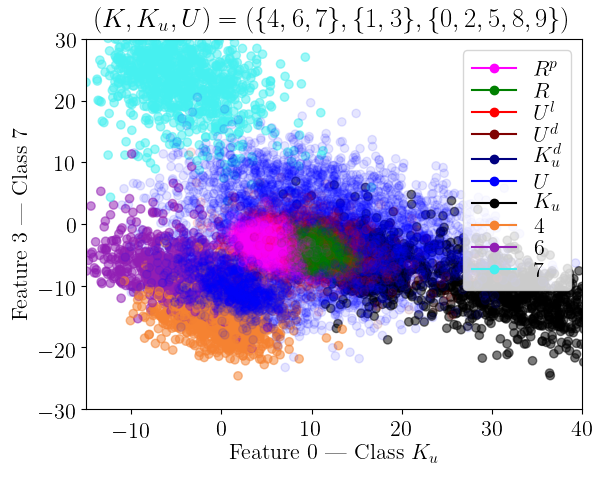 (K, K_u, U) = ({4, 6, 7}, {1, 3}, {0, 2, 5, 8, 9})
30
20
10
0
−10
−20
−30
Feature 3 — Class 7
R^p
R
U^l
U^d
K_u^d
U
K_u
4
6
7
−10 0 10 20 30 40
Feature 0 — Class K_u